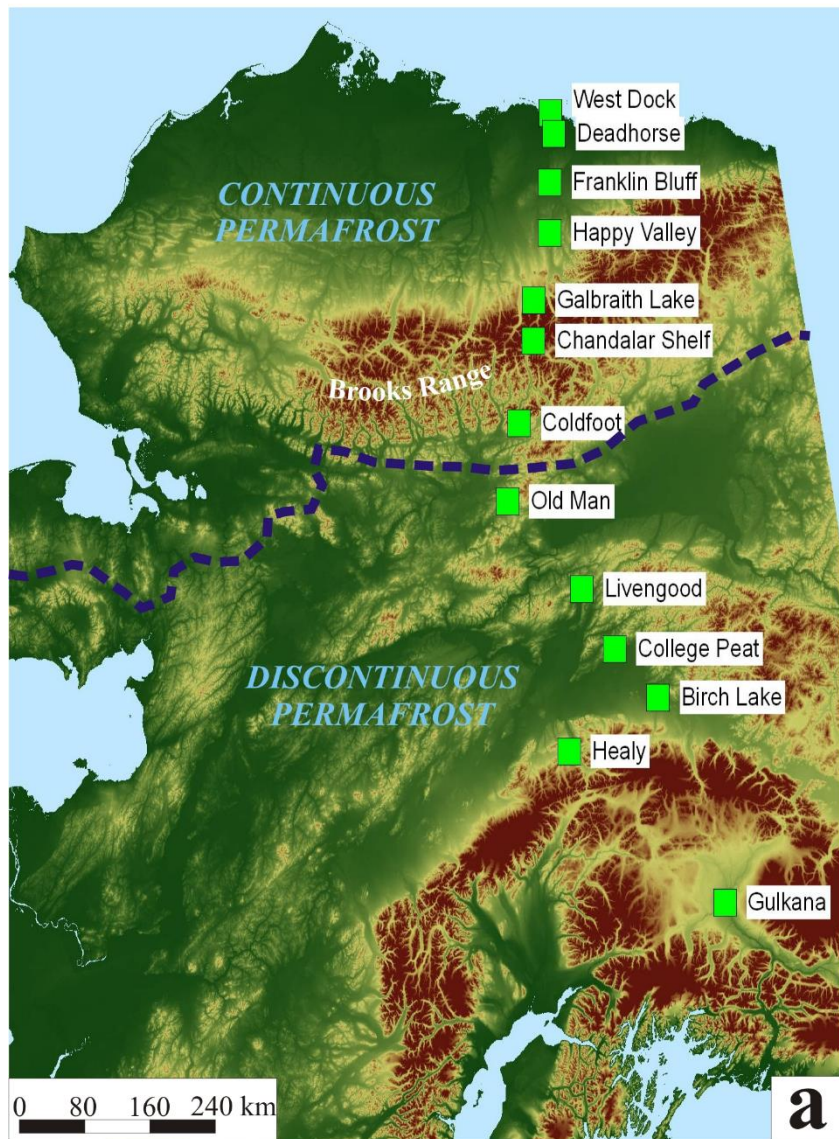 West Dock
Deadhorse
CONTINUOUS
PERMAFROST
Franklin Bluff
Happy Valley
Galbraith Lake
Chandalar Shelf
Brooks Range
Coldfoot
Old Man
Livengood
College Peat
DISCONTINUOUS
PERMAFROST
Birch Lake
Healy
Gulkana
0 80 160 240 km
a